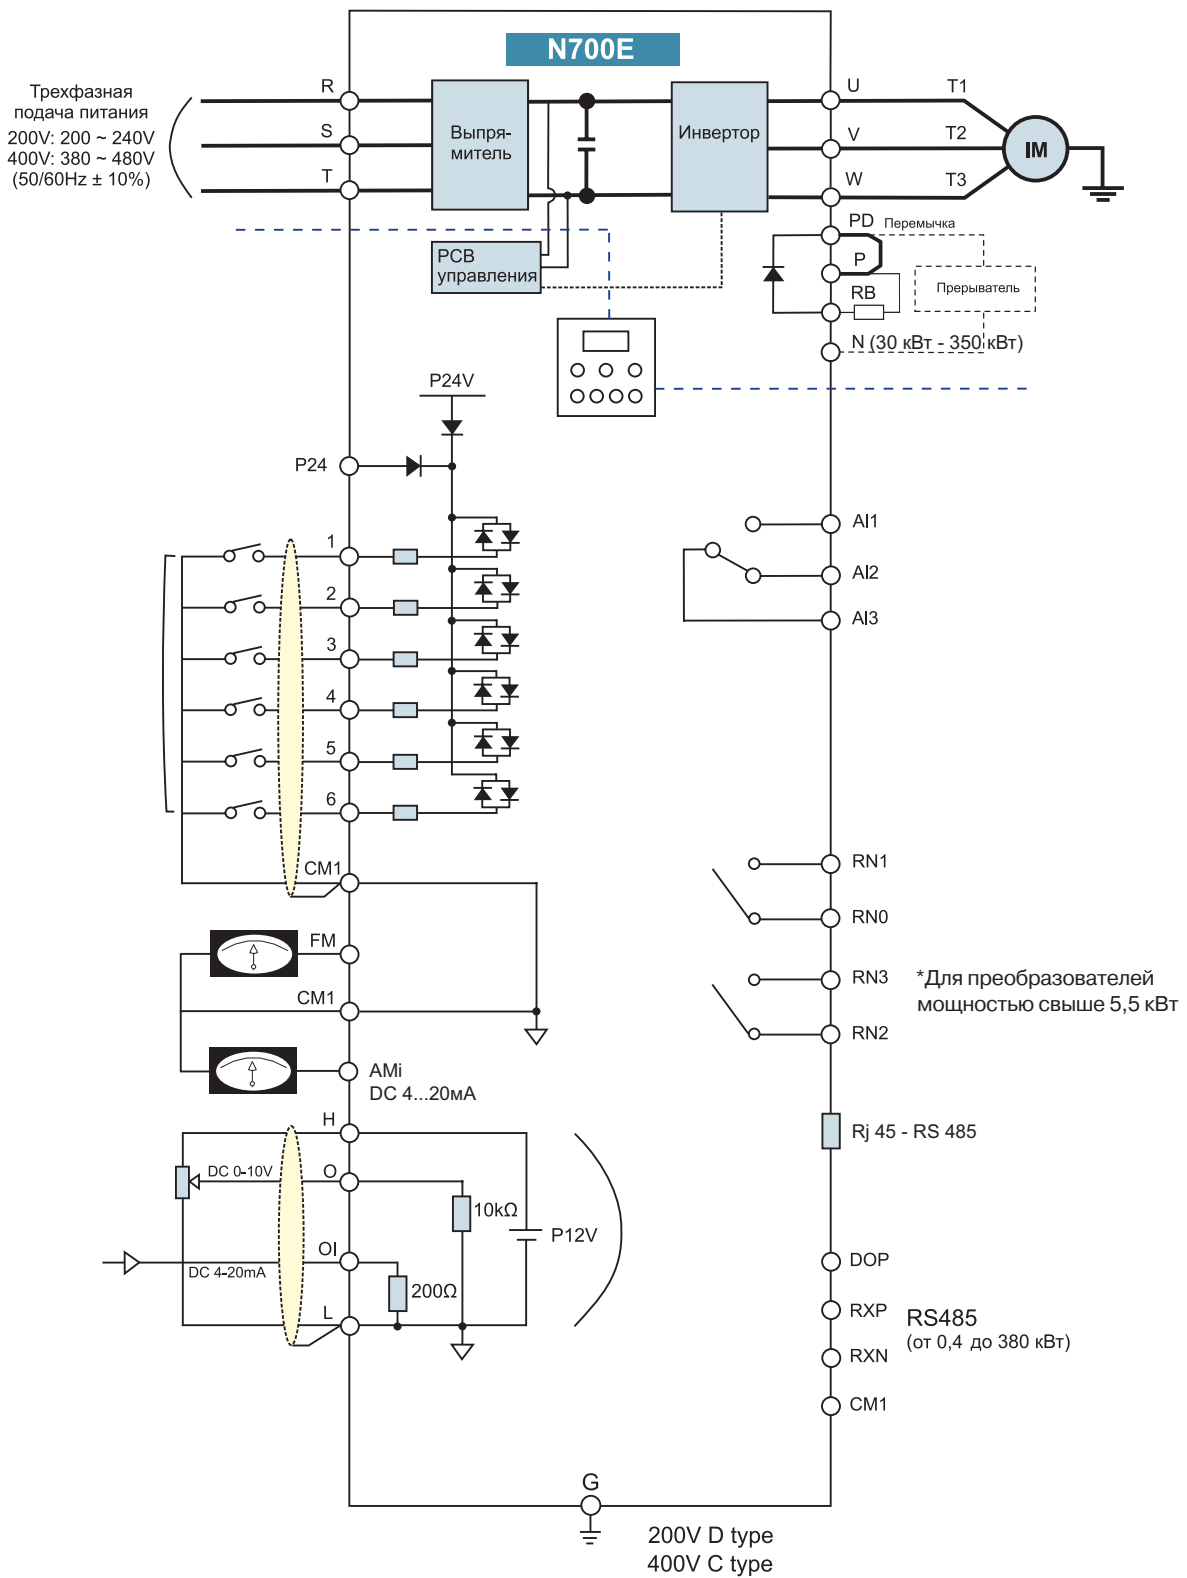 N700E
Трехфазная
подача питания
200V: 200 ~ 240V
400V: 380 ~ 480V
(50/60Hz ± 10%)
R
S
T
Выпря-
митель
Инвертор
U
V
W
T1
T2
T3
IM
PCB
управления
PD Перемычка
P
RB
Прерыватель
N (30 кВт - 350 кВт)
P24V
P24
1
2
3
4
5
6
CM1
FM
CM1
AMi
DC 4...20мА
AI1
AI2
AI3
RN1
RN0
RN3
RN2
*Для преобразователей
мощностью свыше 5,5 кВт
H
DC 0-10V
O
10kΩ
P12V
OI
DC 4-20mA
200Ω
L
Rj 45 - RS 485
DOP
RXP
RXN
CM1
RS485
(от 0,4 до 380 кВт)
G
200V D type
400V C type